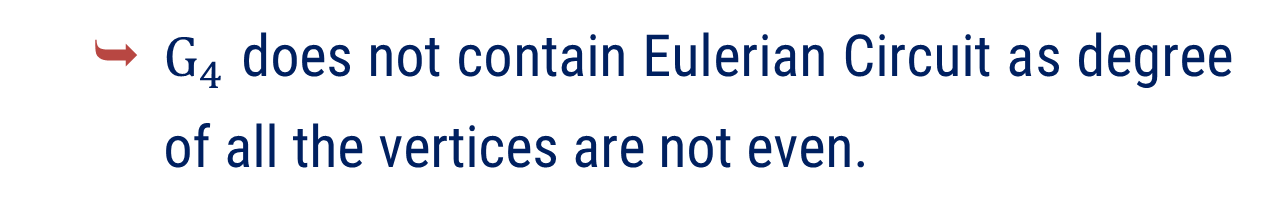 G₄ does not contain Eulerian Circuit as degree
of all the vertices are not even.